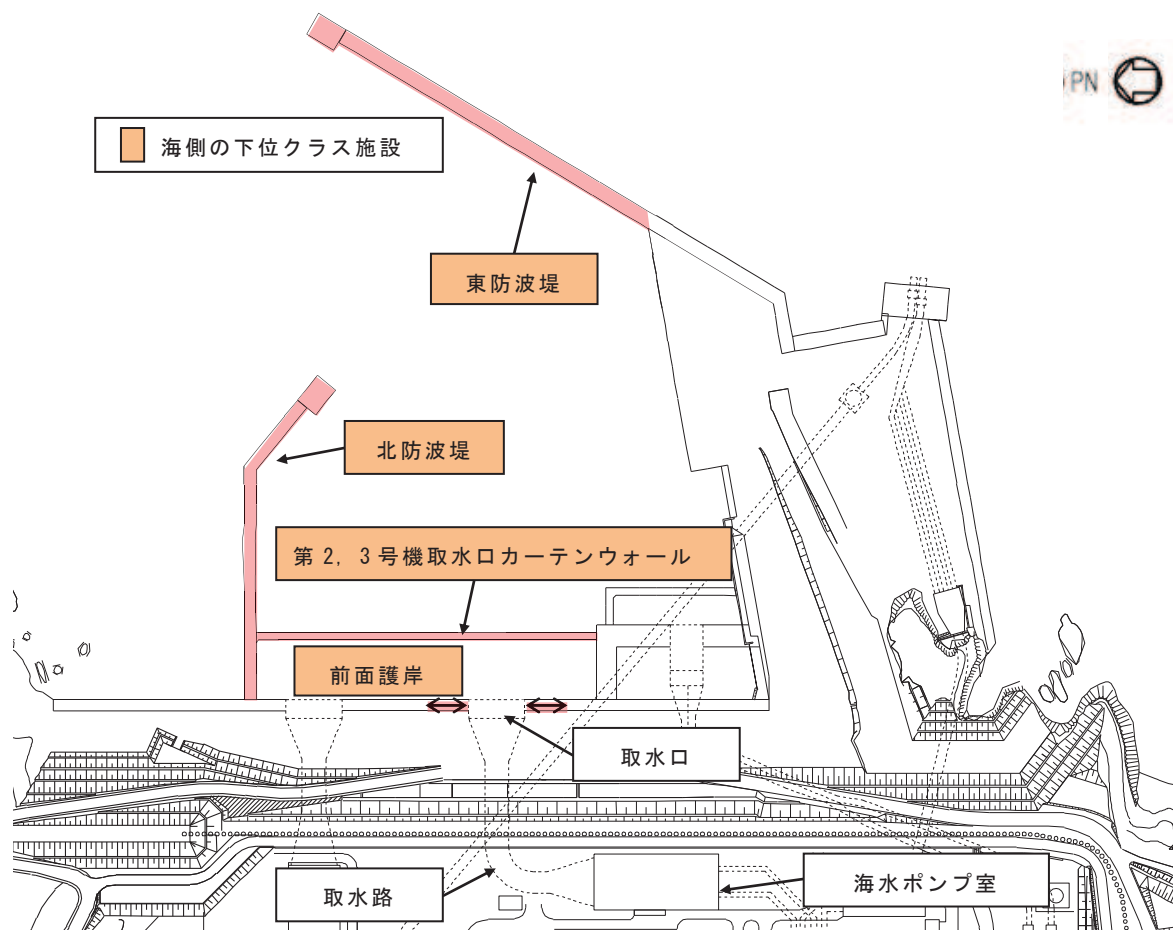 PN
海側の下位クラス施設
東防波堤
北防波堤
第2,3号機取水口カーテンウォール
前面護岸
取水口
取水路
海水ポンプ室